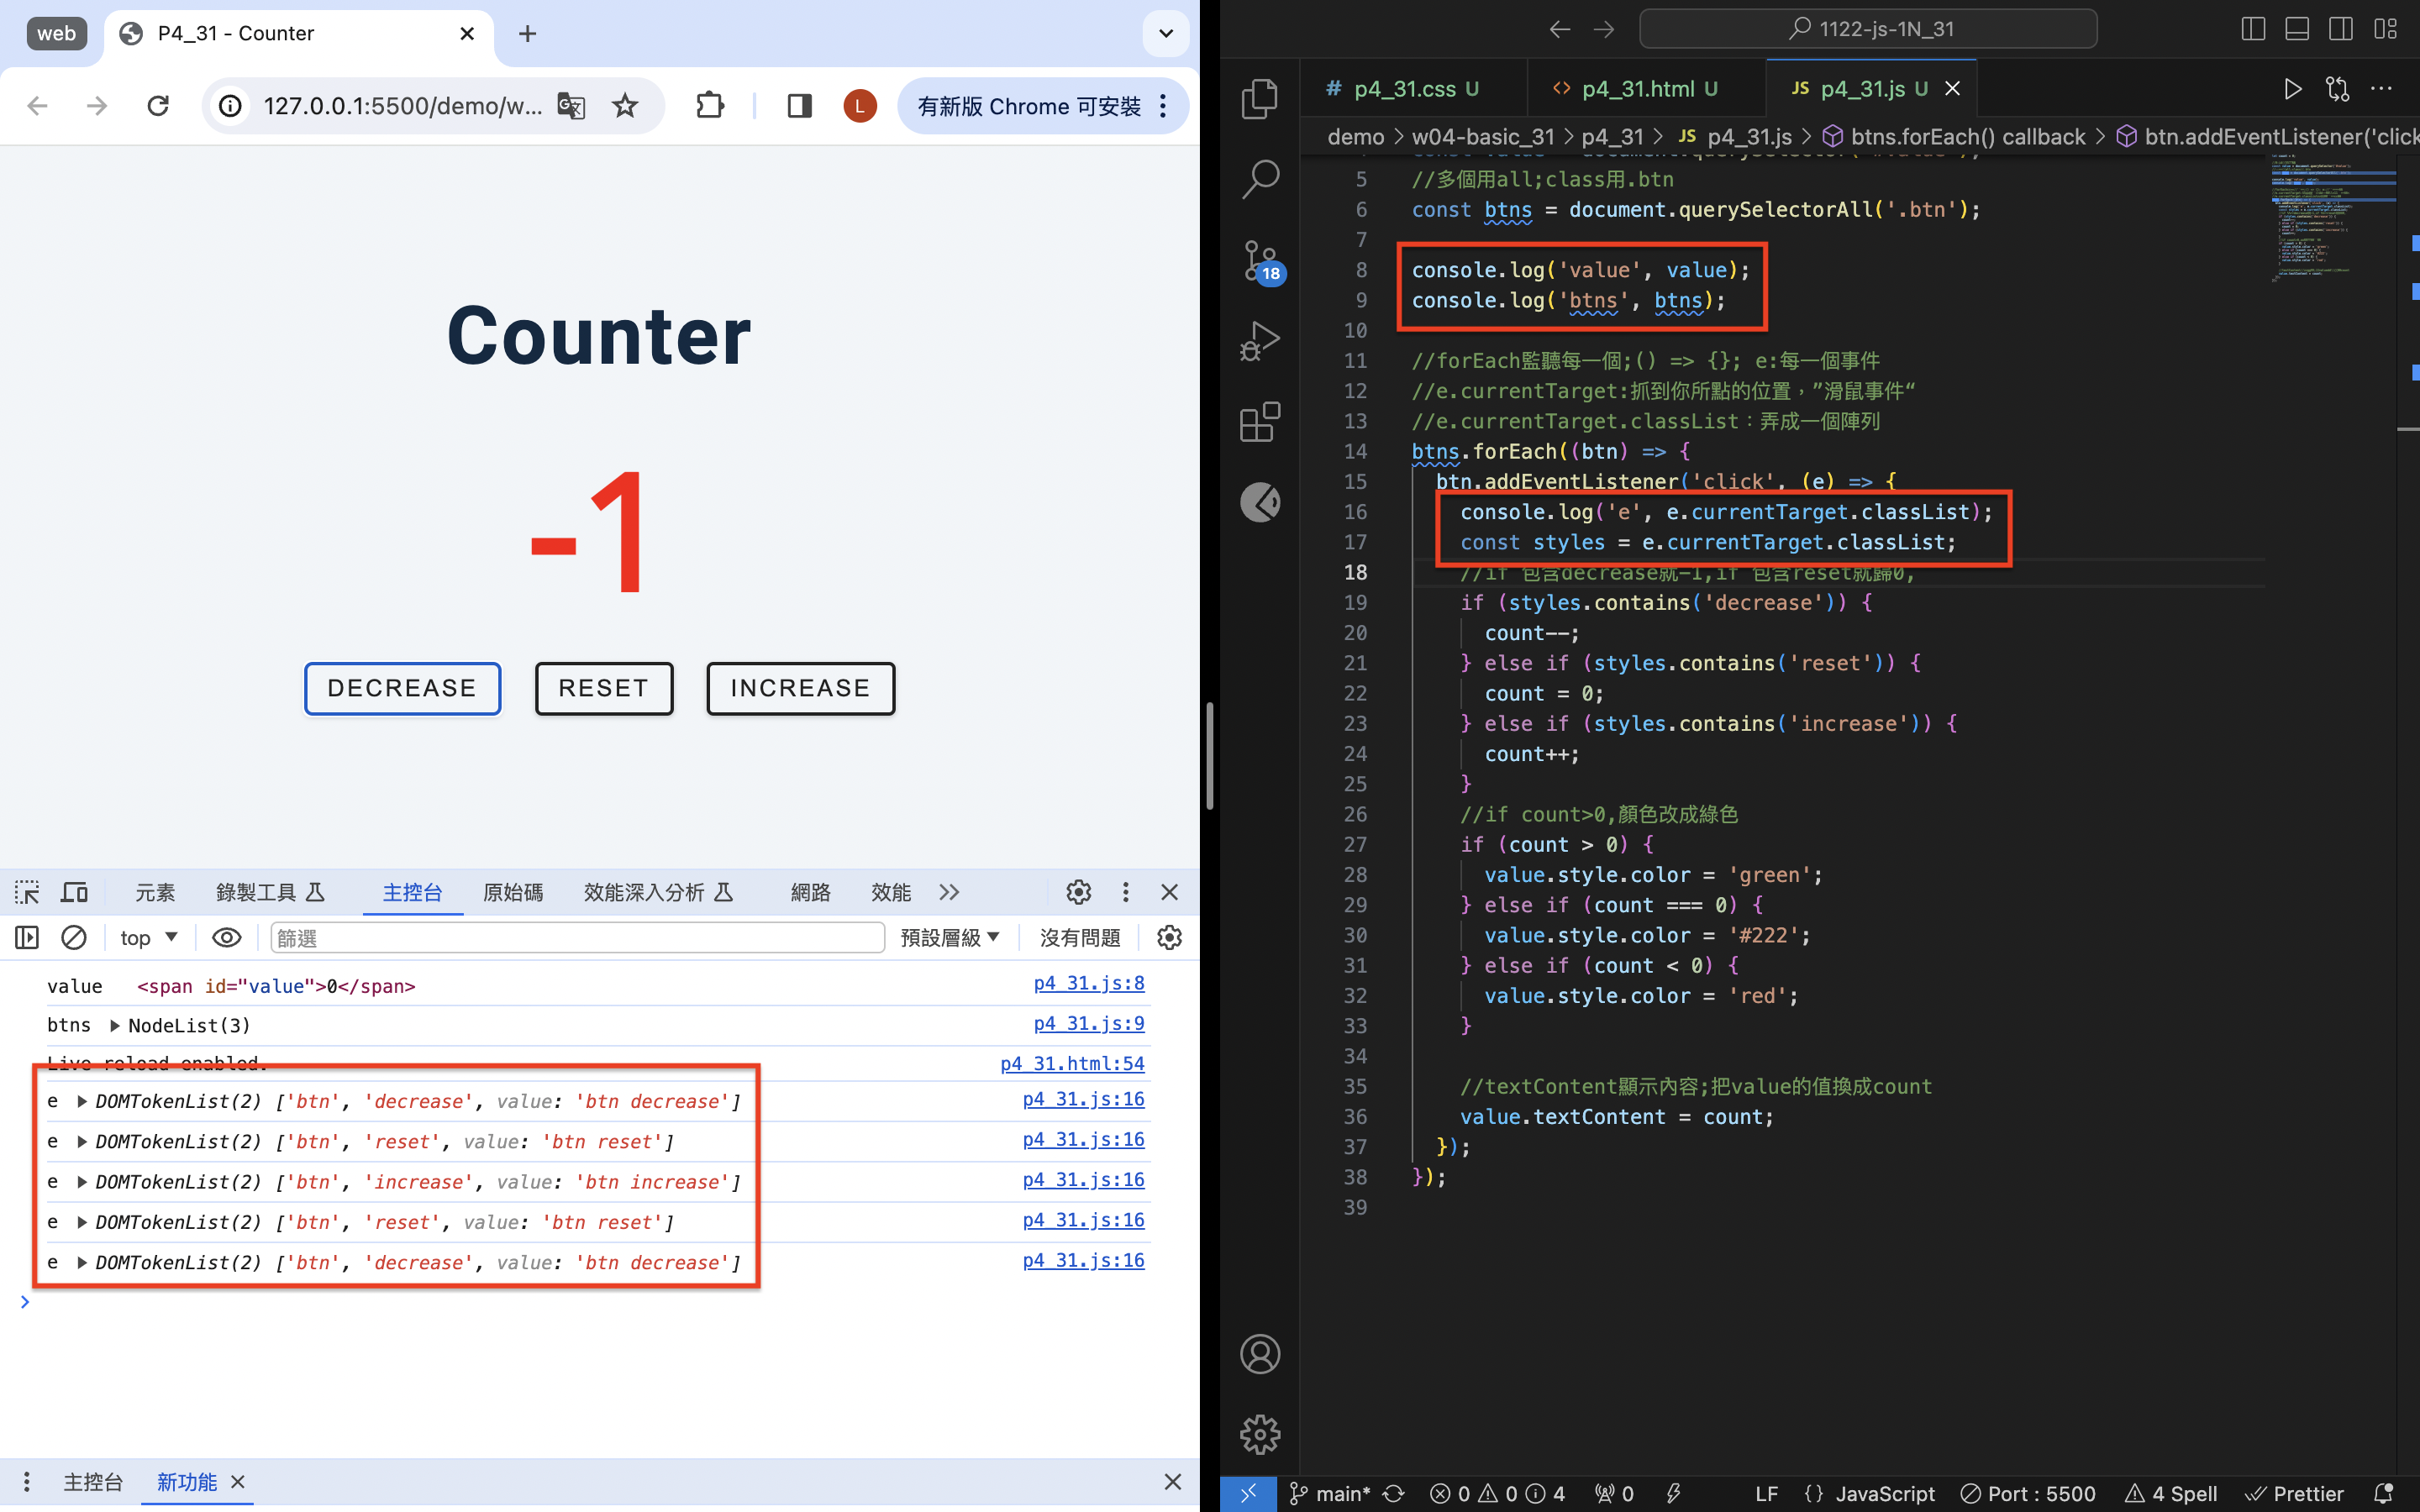 web
P4_31 - Counter
127.0.0.1:5500/demo/w...
L
有新版 Chrome 可安裝
Counter
-1
DECREASE
RESET
INCREASE
元素
錄製工具
主控台
原始碼
效能深入分析
網路
效能
top
篩選
預設層級
沒有問題
value <span id="value">0</span> p4_31.js:8
btns ▶ NodeList(3) p4_31.js:9
Live reload enabled. p4_31.html:54
e ▶ DOMTokenList(2) ['btn', 'decrease', value: 'btn decrease'] p4_31.js:16
e ▶ DOMTokenList(2) ['btn', 'reset', value: 'btn reset'] p4_31.js:16
e ▶ DOMTokenList(2) ['btn', 'increase', value: 'btn increase'] p4_31.js:16
e ▶ DOMTokenList(2) ['btn', 'reset', value: 'btn reset'] p4_31.js:16
e ▶ DOMTokenList(2) ['btn', 'decrease', value: 'btn decrease'] p4_31.js:16
主控台
新功能
1122-js-1N_31
# p4_31.css U
<> p4_31.html U
JS p4_31.js U
demo > w04-basic_31 > p4_31 > JS p4_31.js > btns.forEach() callback > btn.addEventListener('click
18
5 //多個用all;class用.btn
6 const btns = document.querySelectorAll('.btn');
7
8 console.log('value', value);
9 console.log('btns', btns);
10
11 //forEach監聽每一個;() => {}; e:每一個事件
12 //e.currentTarget:抓到你所點的位置，”滑鼠事件“
13 //e.currentTarget.classList：弄成一個陣列
14 btns.forEach((btn) => {
15 btn.addEventListener('click', (e) => {
16 console.log('e', e.currentTarget.classList);
17 const styles = e.currentTarget.classList;
18 //if 包含decrease就-1,if 包含reset就歸0,
19 if (styles.contains('decrease')) {
20 count--;
21 } else if (styles.contains('reset')) {
22 count = 0;
23 } else if (styles.contains('increase')) {
24 count++;
25 }
26 //if count>0,顏色改成綠色
27 if (count > 0) {
28 value.style.color = 'green';
29 } else if (count === 0) {
30 value.style.color = '#222';
31 } else if (count < 0) {
32 value.style.color = 'red';
33 }
34
35 //textContent顯示內容;把value的值換成count
36 value.textContent = count;
37 });
38 });
39
main* 0 0 4 0 LF {} JavaScript Port : 5500 4 Spell Prettier